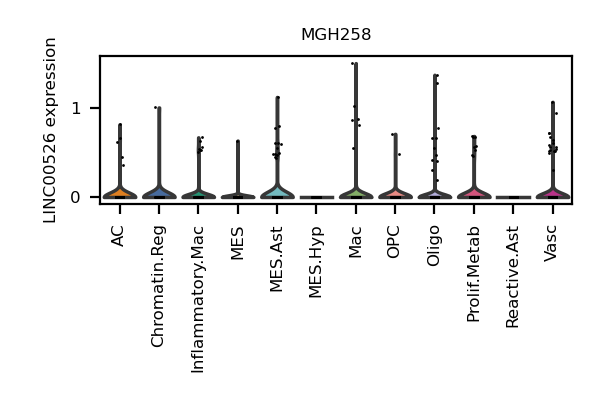 MGH258
LINC00526 expression
1
0
AC
Chromatin.Reg
Inflammatory.Mac
MES
MES.Ast
MES.Hyp
Mac
OPC
Oligo
Prolif.Metab
Reactive.Ast
Vasc